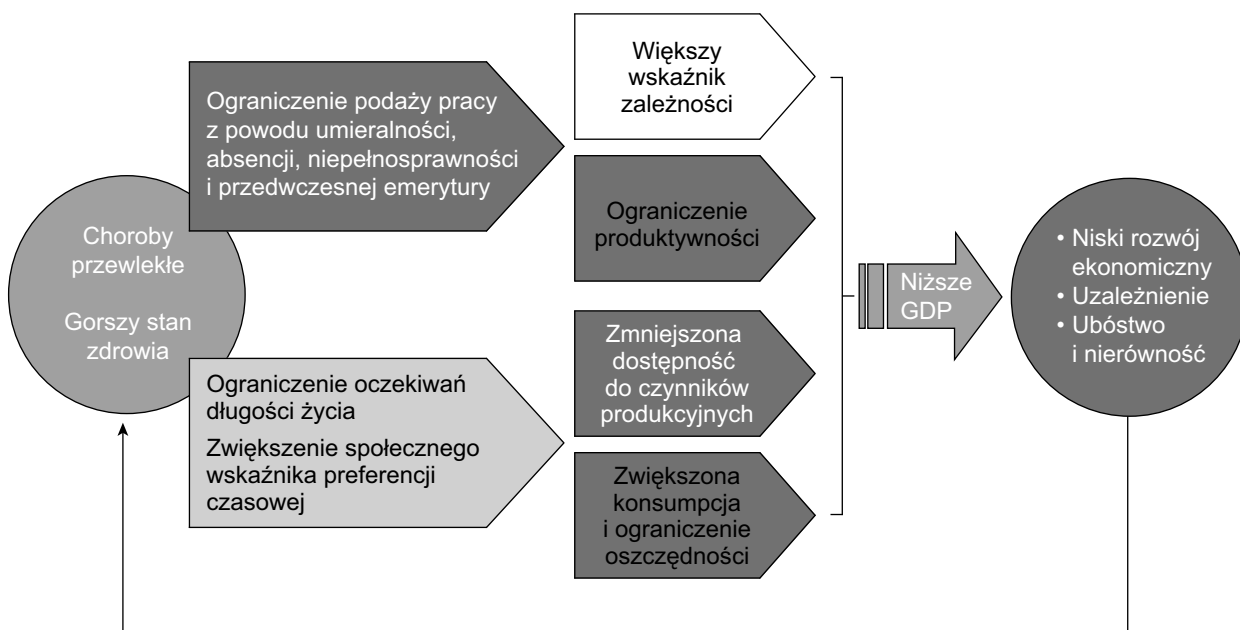 Choroby
przewlekłe
Gorszy stan
zdrowia
Ograniczenie podaży pracy
z powodu umieralności,
absencji, niepełnosprawności
i przedwczesnej emerytury
Ograniczenie oczekiwań
długości życia
Zwiększenie społecznego
wskaźnika preferencji
czasowej
Większy
wskaźnik
zależności
Ograniczenie
produktywności
Zmniejszona
dostępność
do czynników
produkcyjnych
Zwiększona
konsumpcja
i ograniczenie
oszczędności
Niższe
GDP
• Niski rozwój
ekonomiczny
• Uzależnienie
• Ubóstwo
i nierówność